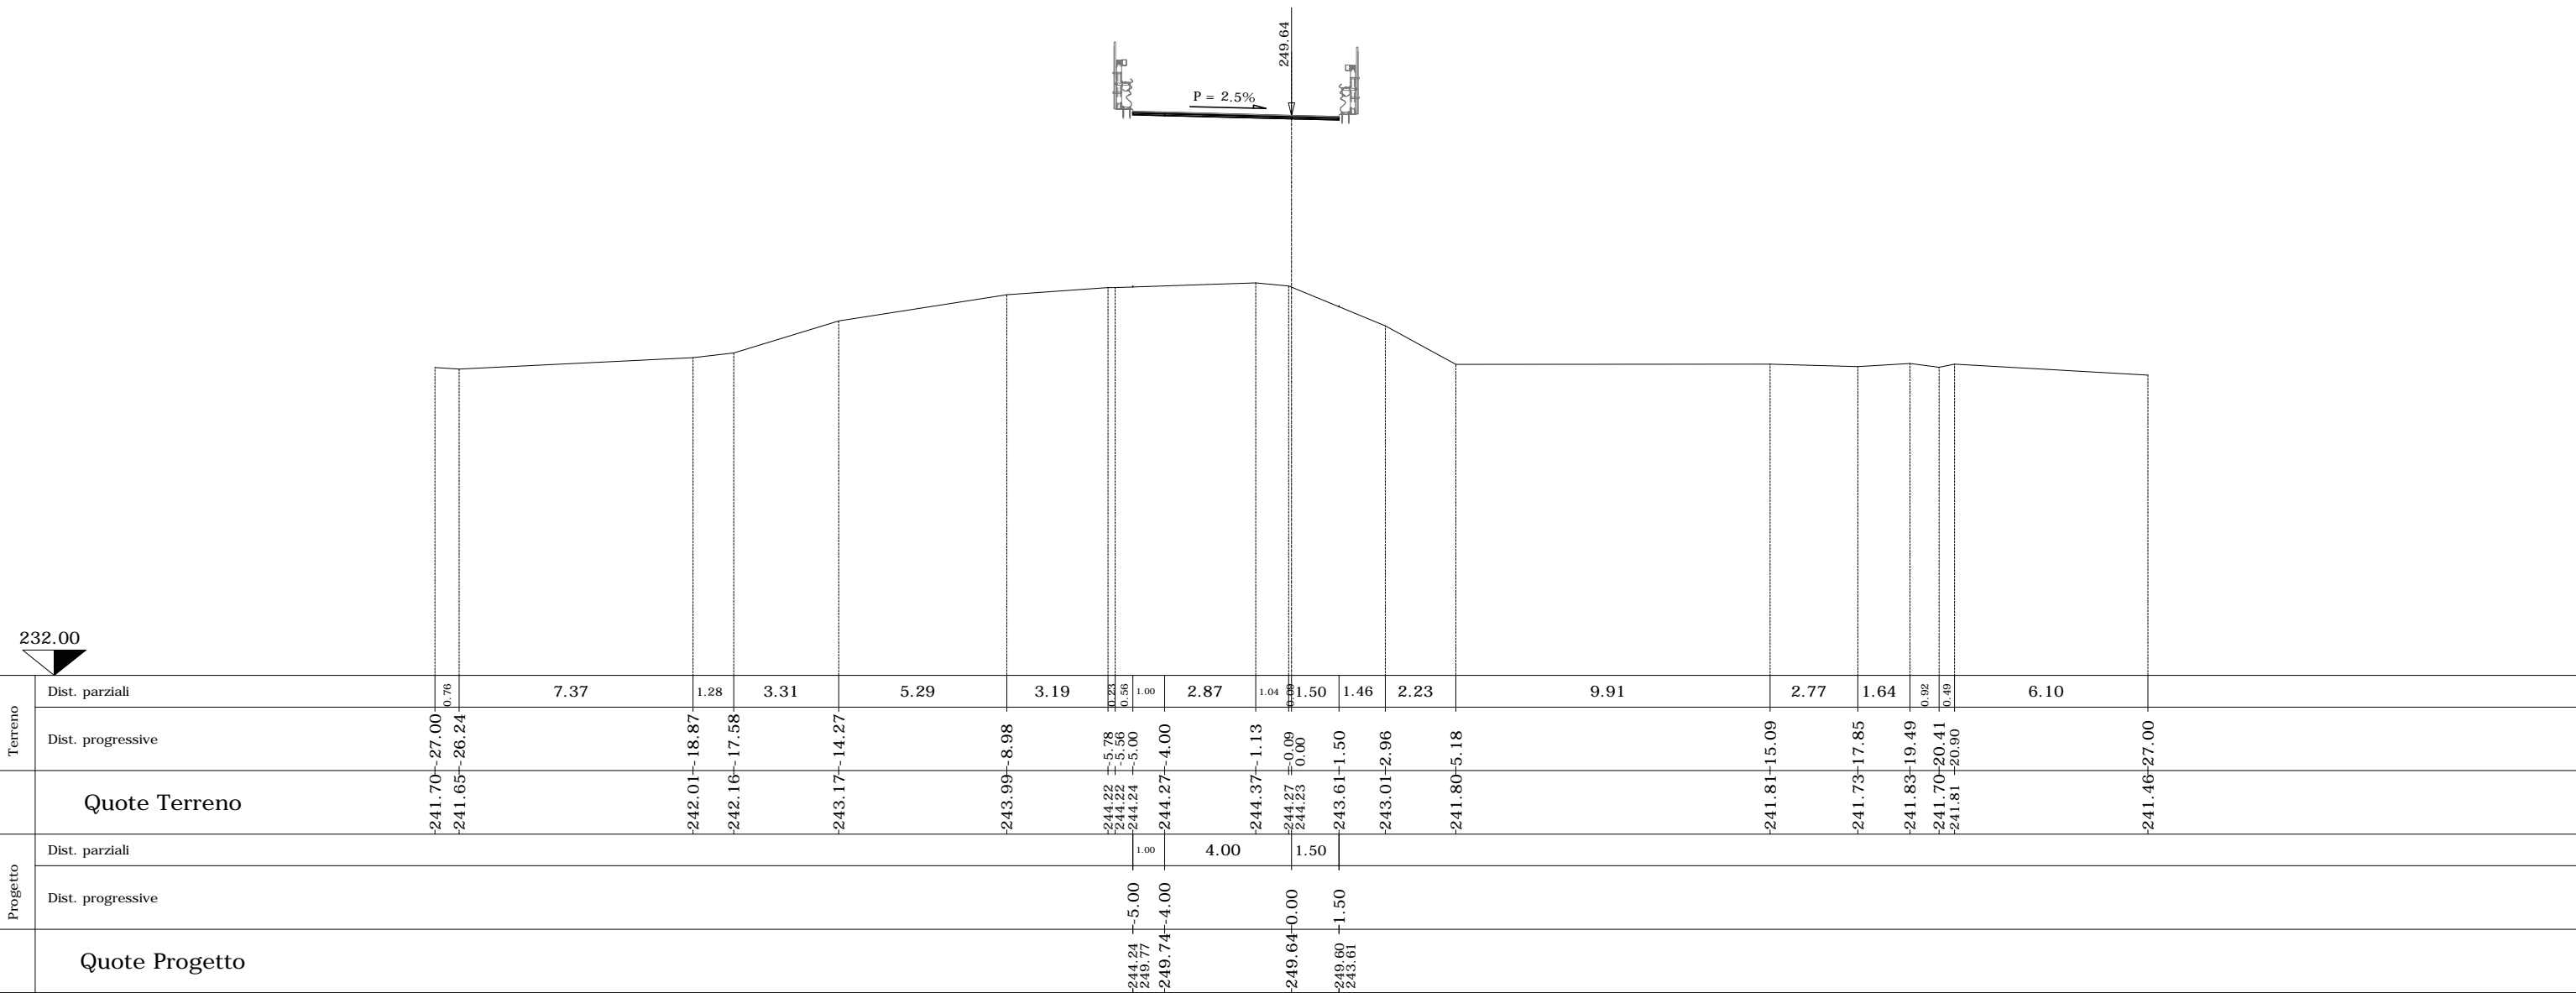 249.64
P = 2.5%
232.00
Terreno
Dist. parziali
0.76 7.37 1.28 3.31 5.29 3.19 0.23 0.56 1.00 2.87 1.04 0.09 1.50 1.46 2.23 9.91 2.77 1.64 0.92 0.49 6.10
Dist. progressive
-27.00 -26.24 -18.87 -17.58 -14.27 -8.98 -5.78 -5.56 -5.00 -4.00 -1.13 -0.09 0.00 1.50 2.96 5.18 15.09 17.85 19.49 20.41 20.90 27.00
Quote Terreno
241.70 241.65 242.01 242.16 243.17 243.99 244.22 244.22 244.24 244.27 244.37 244.27 244.23 243.61 243.01 241.80 241.81 241.73 241.83 241.70 241.81 241.46
Progetto
Dist. parziali
1.00 4.00 1.50
Dist. progressive
-5.00 -4.00 0.00 1.50
Quote Progetto
244.24 249.77 249.74 249.64 249.60 243.61